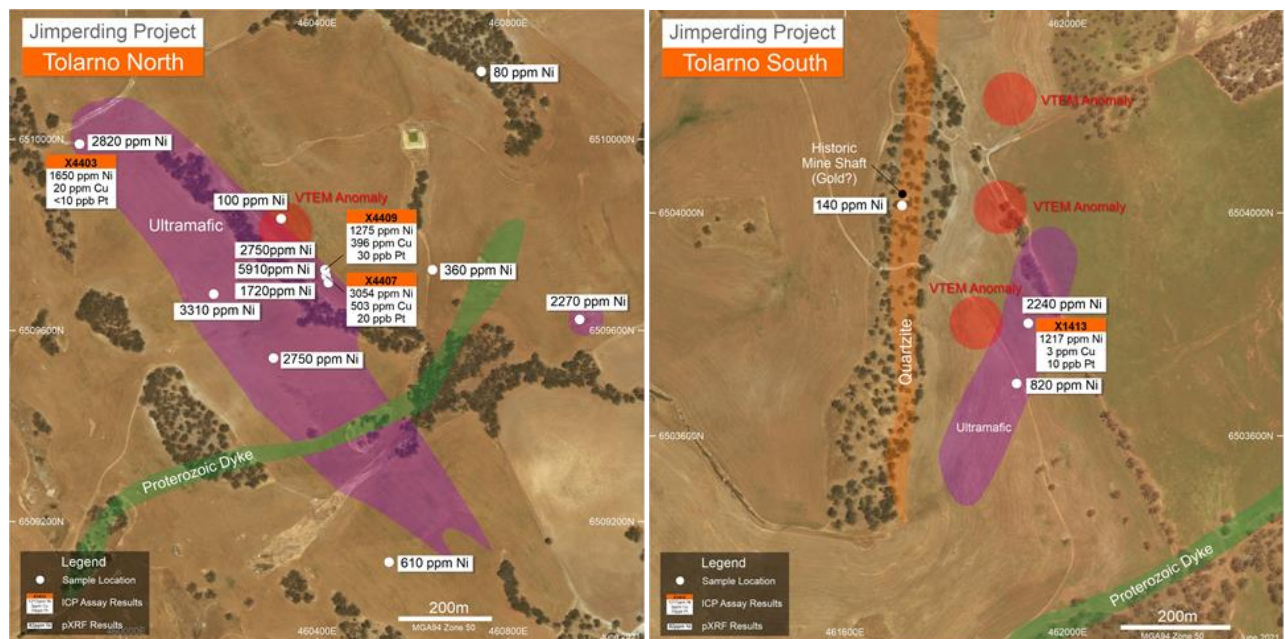 Jimperding Project
Tolarno North
460400E
460800E
80 ppm Ni
6510000N
2820 ppm Ni
X4403
1650 ppm Ni
20 ppm Cu
<10 ppb Pt
100 ppm Ni
VTEM Anomaly
Ultramafic
X4409
1275 ppm Ni
396 ppm Cu
30 ppb Pt
2750ppm Ni
5910ppm Ni
1720ppm Ni
360 ppm Ni
X4407
3054 ppm Ni
503 ppm Cu
20 ppb Pt
3310 ppm Ni
2270 ppm Ni
6509600N
2750 ppm Ni
Proterozoic Dyke
6509200N
610 ppm Ni
Legend
Sample Location
ICP Assay Results
pXRF Results
200m
MGA94 Zone 50
460000E
460400E
460800E
Jimperding Project
Tolarno South
462000E
VTEM Anomaly
Historic
Mine Shaft
(Gold?)
140 ppm Ni
VTEM Anomaly
6504000N
6504000N
VTEM Anomaly
2240 ppm Ni
X1413
1217 ppm Ni
3 ppm Cu
10 ppb Pt
820 ppm Ni
Quartzite
Ultramafic
6503600N
6503600N
Proterozoic Dyke
Legend
Sample Location
ICP Assay Results
pXRF Results
200m
MGA94 Zone 50
461600E
462000E